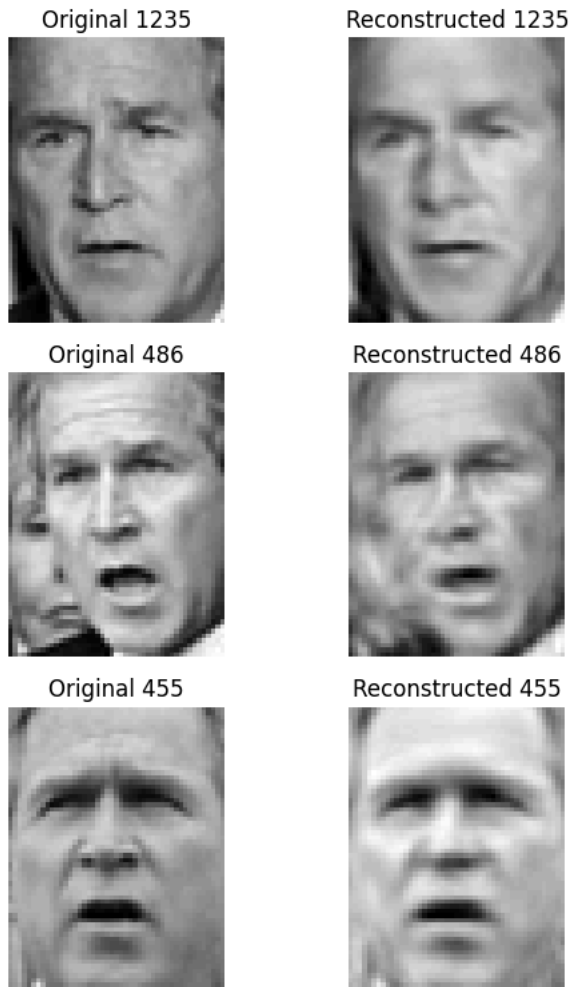 Original 1235
Reconstructed 1235
Original 486
Reconstructed 486
Original 455
Reconstructed 455